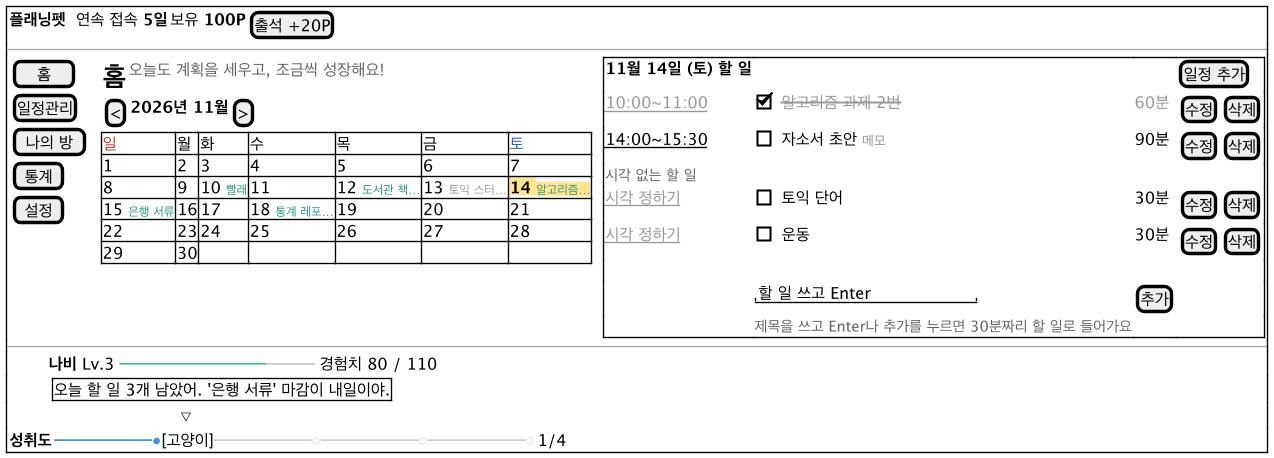 플래닝펫 연속 접속 5일 보유 100P 출석 +20P
홈
일정관리
나의 방
통계
설정
홈 오늘도 계획을 세우고, 조금씩 성장해요!
< 2026년 11월 >
일 월 화 수 목 금 토
1 2 3 4 5 6 7
8 9 10 빨래 11 12 도서관 책... 13 토익 스터... 14 알고리즘...
15 은행 서류 16 17 18 통계 레포... 19 20 21
22 23 24 25 26 27 28
29 30
11월 14일 (토) 할 일 일정 추가
10:00~11:00 알고리즘 과제 2번 60분 수정 삭제
14:00~15:30 자소서 초안 메모 90분 수정 삭제
시각 없는 할 일
시각 정하기 토익 단어 30분 수정 삭제
시각 정하기 운동 30분 수정 삭제
할 일 쓰고 Enter 추가
제목을 쓰고 Enter나 추가를 누르면 30분짜리 할 일로 들어가요
나비 Lv.3 경험치 80 / 110
오늘 할 일 3개 남았어. '은행 서류' 마감이 내일이야.
성취도 [고양이] 1/4